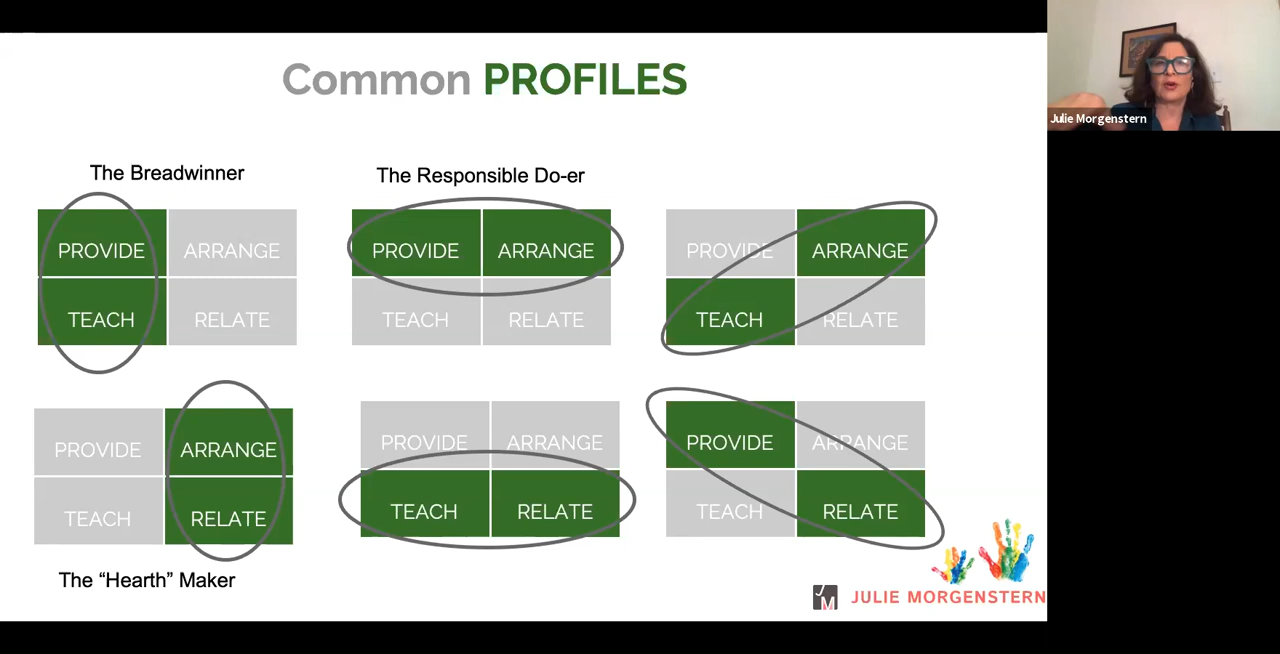 Common PROFILES
Julie Morgenstern
The Breadwinner
PROVIDE ARRANGE
TEACH RELATE
The Responsible Do-er
PROVIDE ARRANGE
TEACH RELATE
PROVIDE ARRANGE
TEACH RELATE
PROVIDE ARRANGE
TEACH RELATE
The “Hearth” Maker
PROVIDE ARRANGE
TEACH RELATE
PROVIDE ARRANGE
TEACH RELATE
JM
JULIE MORGENSTERN